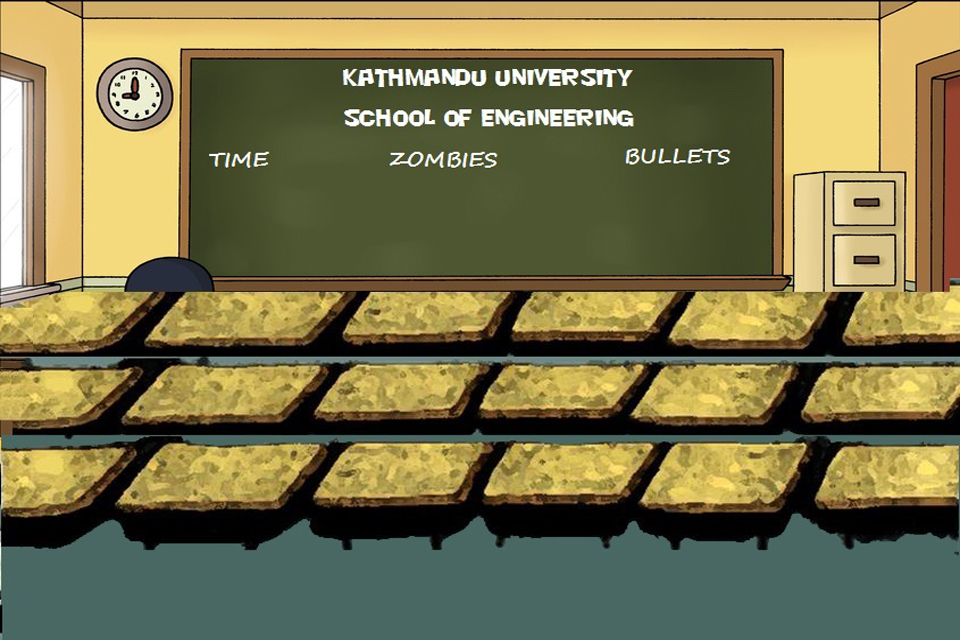 KATHMANDU UNIVERSITY
SCHOOL OF ENGINEERING
TIME ZOMBIES BULLETS